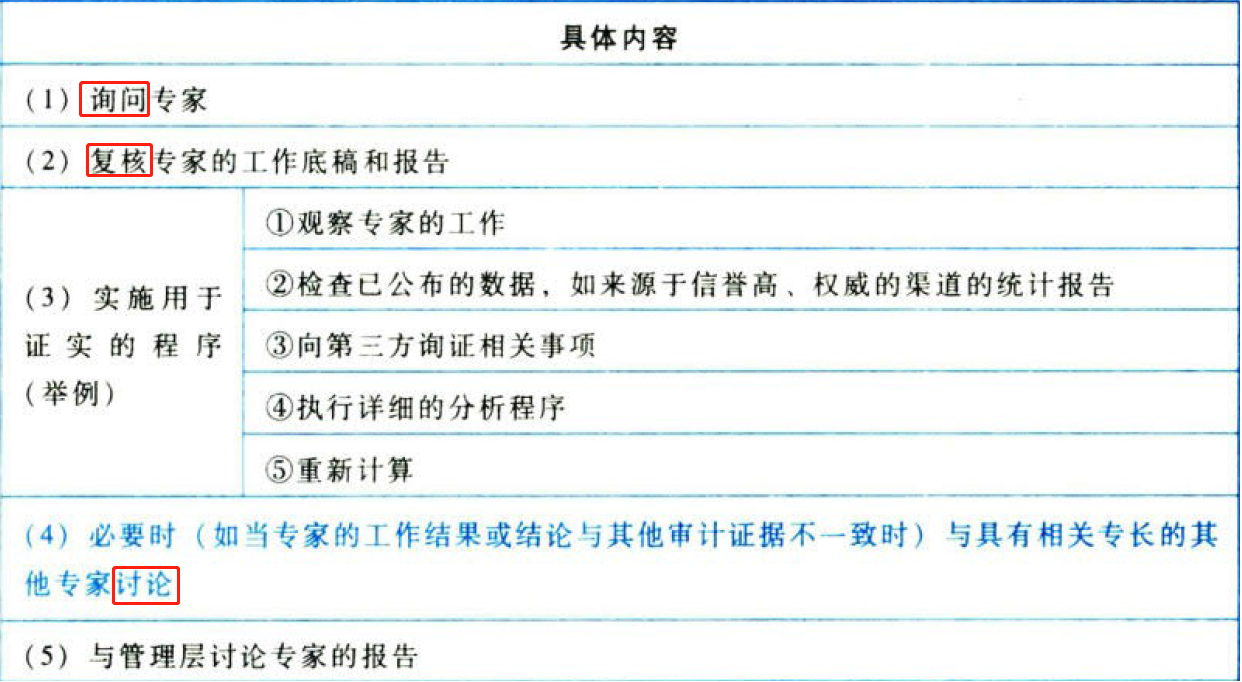 具体内容
(1) 询问专家
(2) 复核专家的工作底稿和报告
(3) 实施用于
证实的程序
(举例)
①观察专家的工作
②检查已公布的数据，如来源于信誉高、权威的渠道的统计报告
③向第三方询证相关事项
④执行详细的分析程序
⑤重新计算
(4) 必要时（如当专家的工作结果或结论与其他审计证据不一致时）与具有相关专长的其
他专家讨论
(5) 与管理层讨论专家的报告